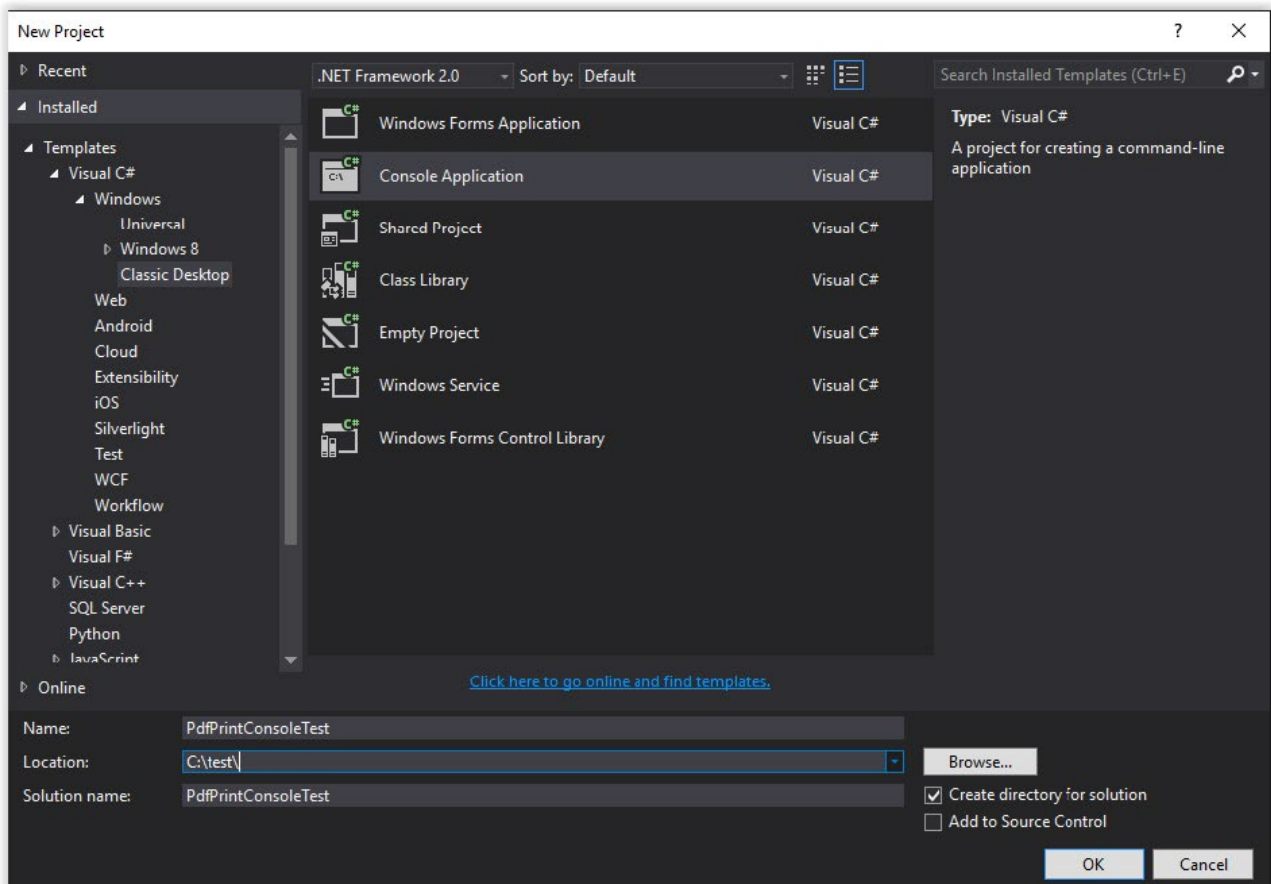 New Project
?
Recent
Installed
Templates
Visual C#
Windows
Universal
Windows 8
Classic Desktop
Web
Android
Cloud
Extensibility
iOS
Silverlight
Test
WCF
Workflow
Visual Basic
Visual F#
Visual C++
SQL Server
Python
JavaScript
Online
.NET Framework 2.0 Sort by: Default
C# Windows Forms Application Visual C#
C# C:\ Console Application Visual C#
C# Shared Project Visual C#
C# Class Library Visual C#
C# Empty Project Visual C#
C# Windows Service Visual C#
C# Windows Forms Control Library Visual C#
Click here to go online and find templates.
Search Installed Templates (Ctrl+E)
Type: Visual C#
A project for creating a command-line
application
Name: PdfPrintConsoleTest
Location: C:\test\
Solution name: PdfPrintConsoleTest
Browse...
Create directory for solution
Add to Source Control
OK Cancel